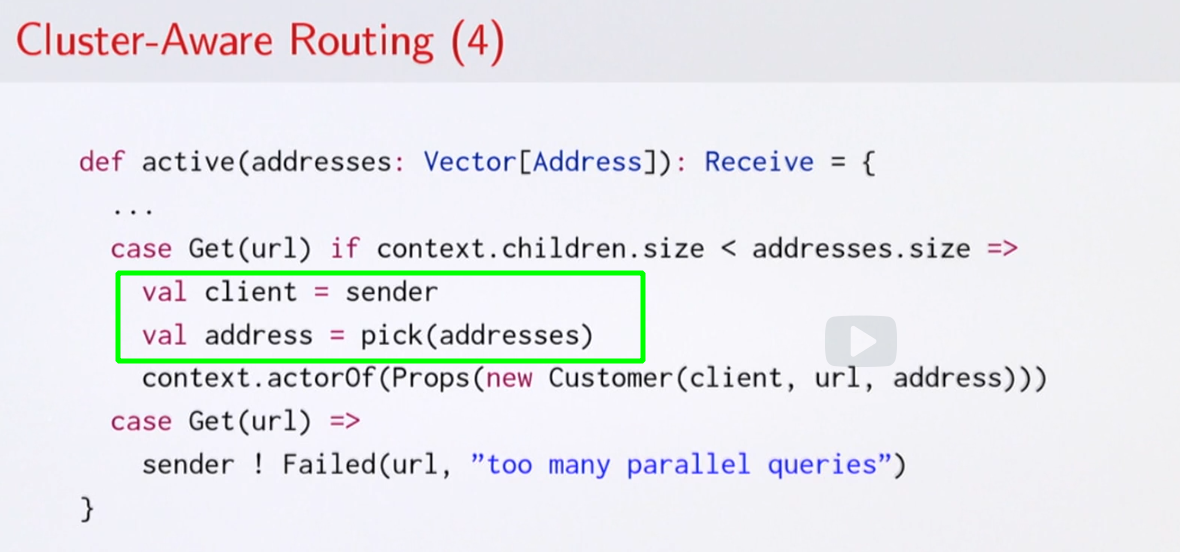 Cluster-Aware Routing (4)
def active(addresses: Vector[Address]): Receive = {
...
case Get(url) if context.children.size < addresses.size =>
val client = sender
val address = pick(addresses)
context.actorOf(Props(new Customer(client, url, address)))
case Get(url) =>
sender ! Failed(url, ”too many parallel queries”)
}